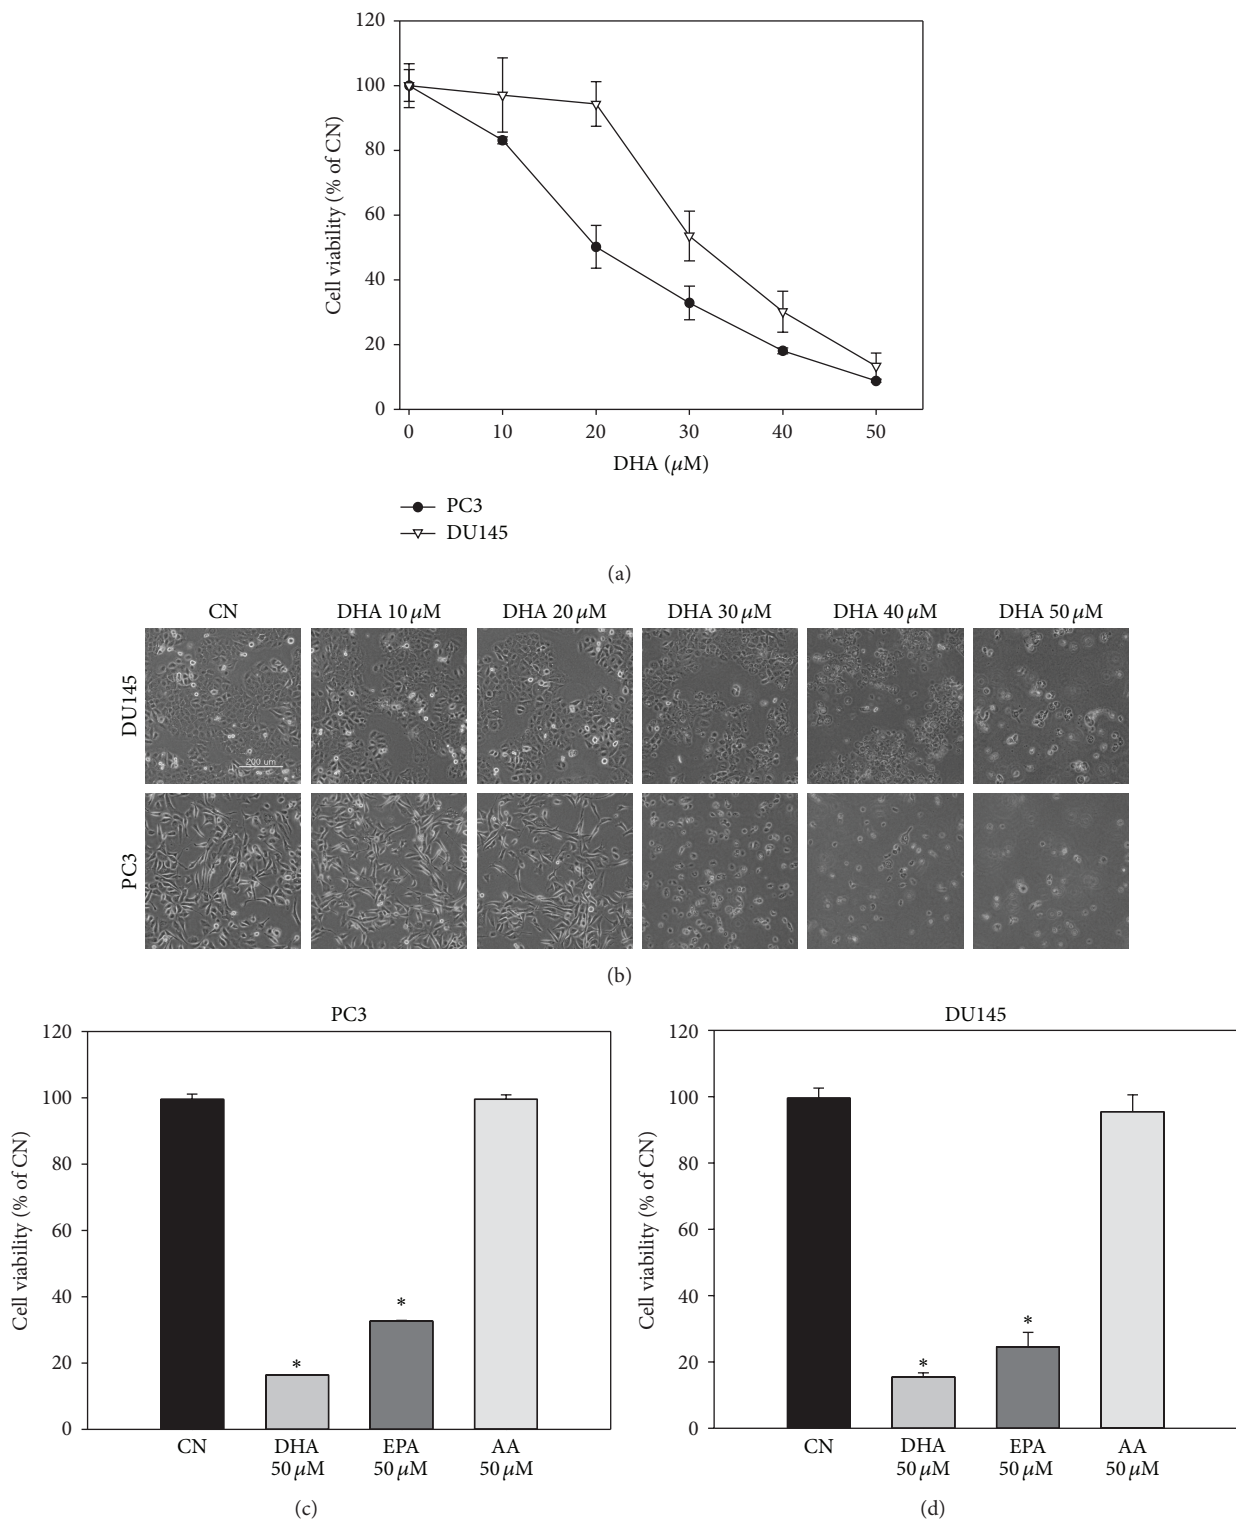 120
100
80
60
40
20
0
Cell viability (% of CN)
0 10 20 30 40 50
DHA (μM)
PC3
DU145
(a)
CN DHA 10 μM DHA 20 μM DHA 30 μM DHA 40 μM DHA 50 μM
DU145
200 um
PC3
(b)
PC3
120
100
80
60
40
20
0
Cell viability (% of CN)
*
*
CN DHA EPA AA
50 μM 50 μM 50 μM
(c)
DU145
120
100
80
60
40
20
0
Cell viability (% of CN)
*
*
CN DHA EPA AA
50 μM 50 μM 50 μM
(d)